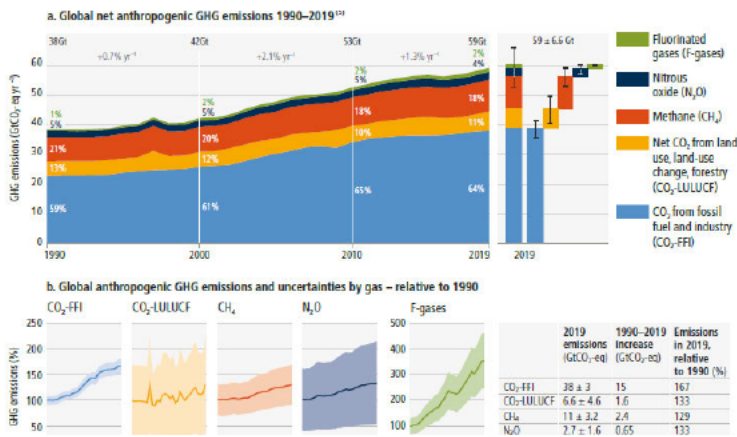 a. Global net anthropogenic GHG emissions 1990–2019 (5)
38Gt 42Gt 53Gt 59Gt 59 ± 6.6 Gt
+0.7% yr⁻¹ +2.1% yr⁻¹ +1.3% yr⁻¹
GHG emissions (GtCO₂-eq yr⁻¹)
60
50
40
30
20
10
0
1% 2% 2% 2%
5% 5% 5% 4%
21% 20% 18% 18%
13% 12% 10% 11%
59% 61% 65% 64%
1990 2000 2010 2019 2019
Fluorinated
gases (F-gases)
Nitrous
oxide (N₂O)
Methane (CH₄)
Net CO₂ from land
use, land-use
change, forestry
(CO₂-LULUCF)
CO₂ from fossil
fuel and industry
(CO₂-FFI)
b. Global anthropogenic GHG emissions and uncertainties by gas – relative to 1990
CO₂-FFI CO₂-LULUCF CH₄ N₂O F-gases
GHG emissions (%)
250
200
150
100
50
500
400
300
200
100
2019 1990–2019 Emissions
emissions increase in 2019,
(GtCO₂-eq) (GtCO₂-eq) relative
to 1990 (%)
CO₂-FFI 38 ± 3 15 167
CO₂-LULUCF 6.6 ± 4.6 1.6 133
CH₄ 11 ± 3.2 2.4 129
N₂O 2.7 ± 1.6 0.65 133